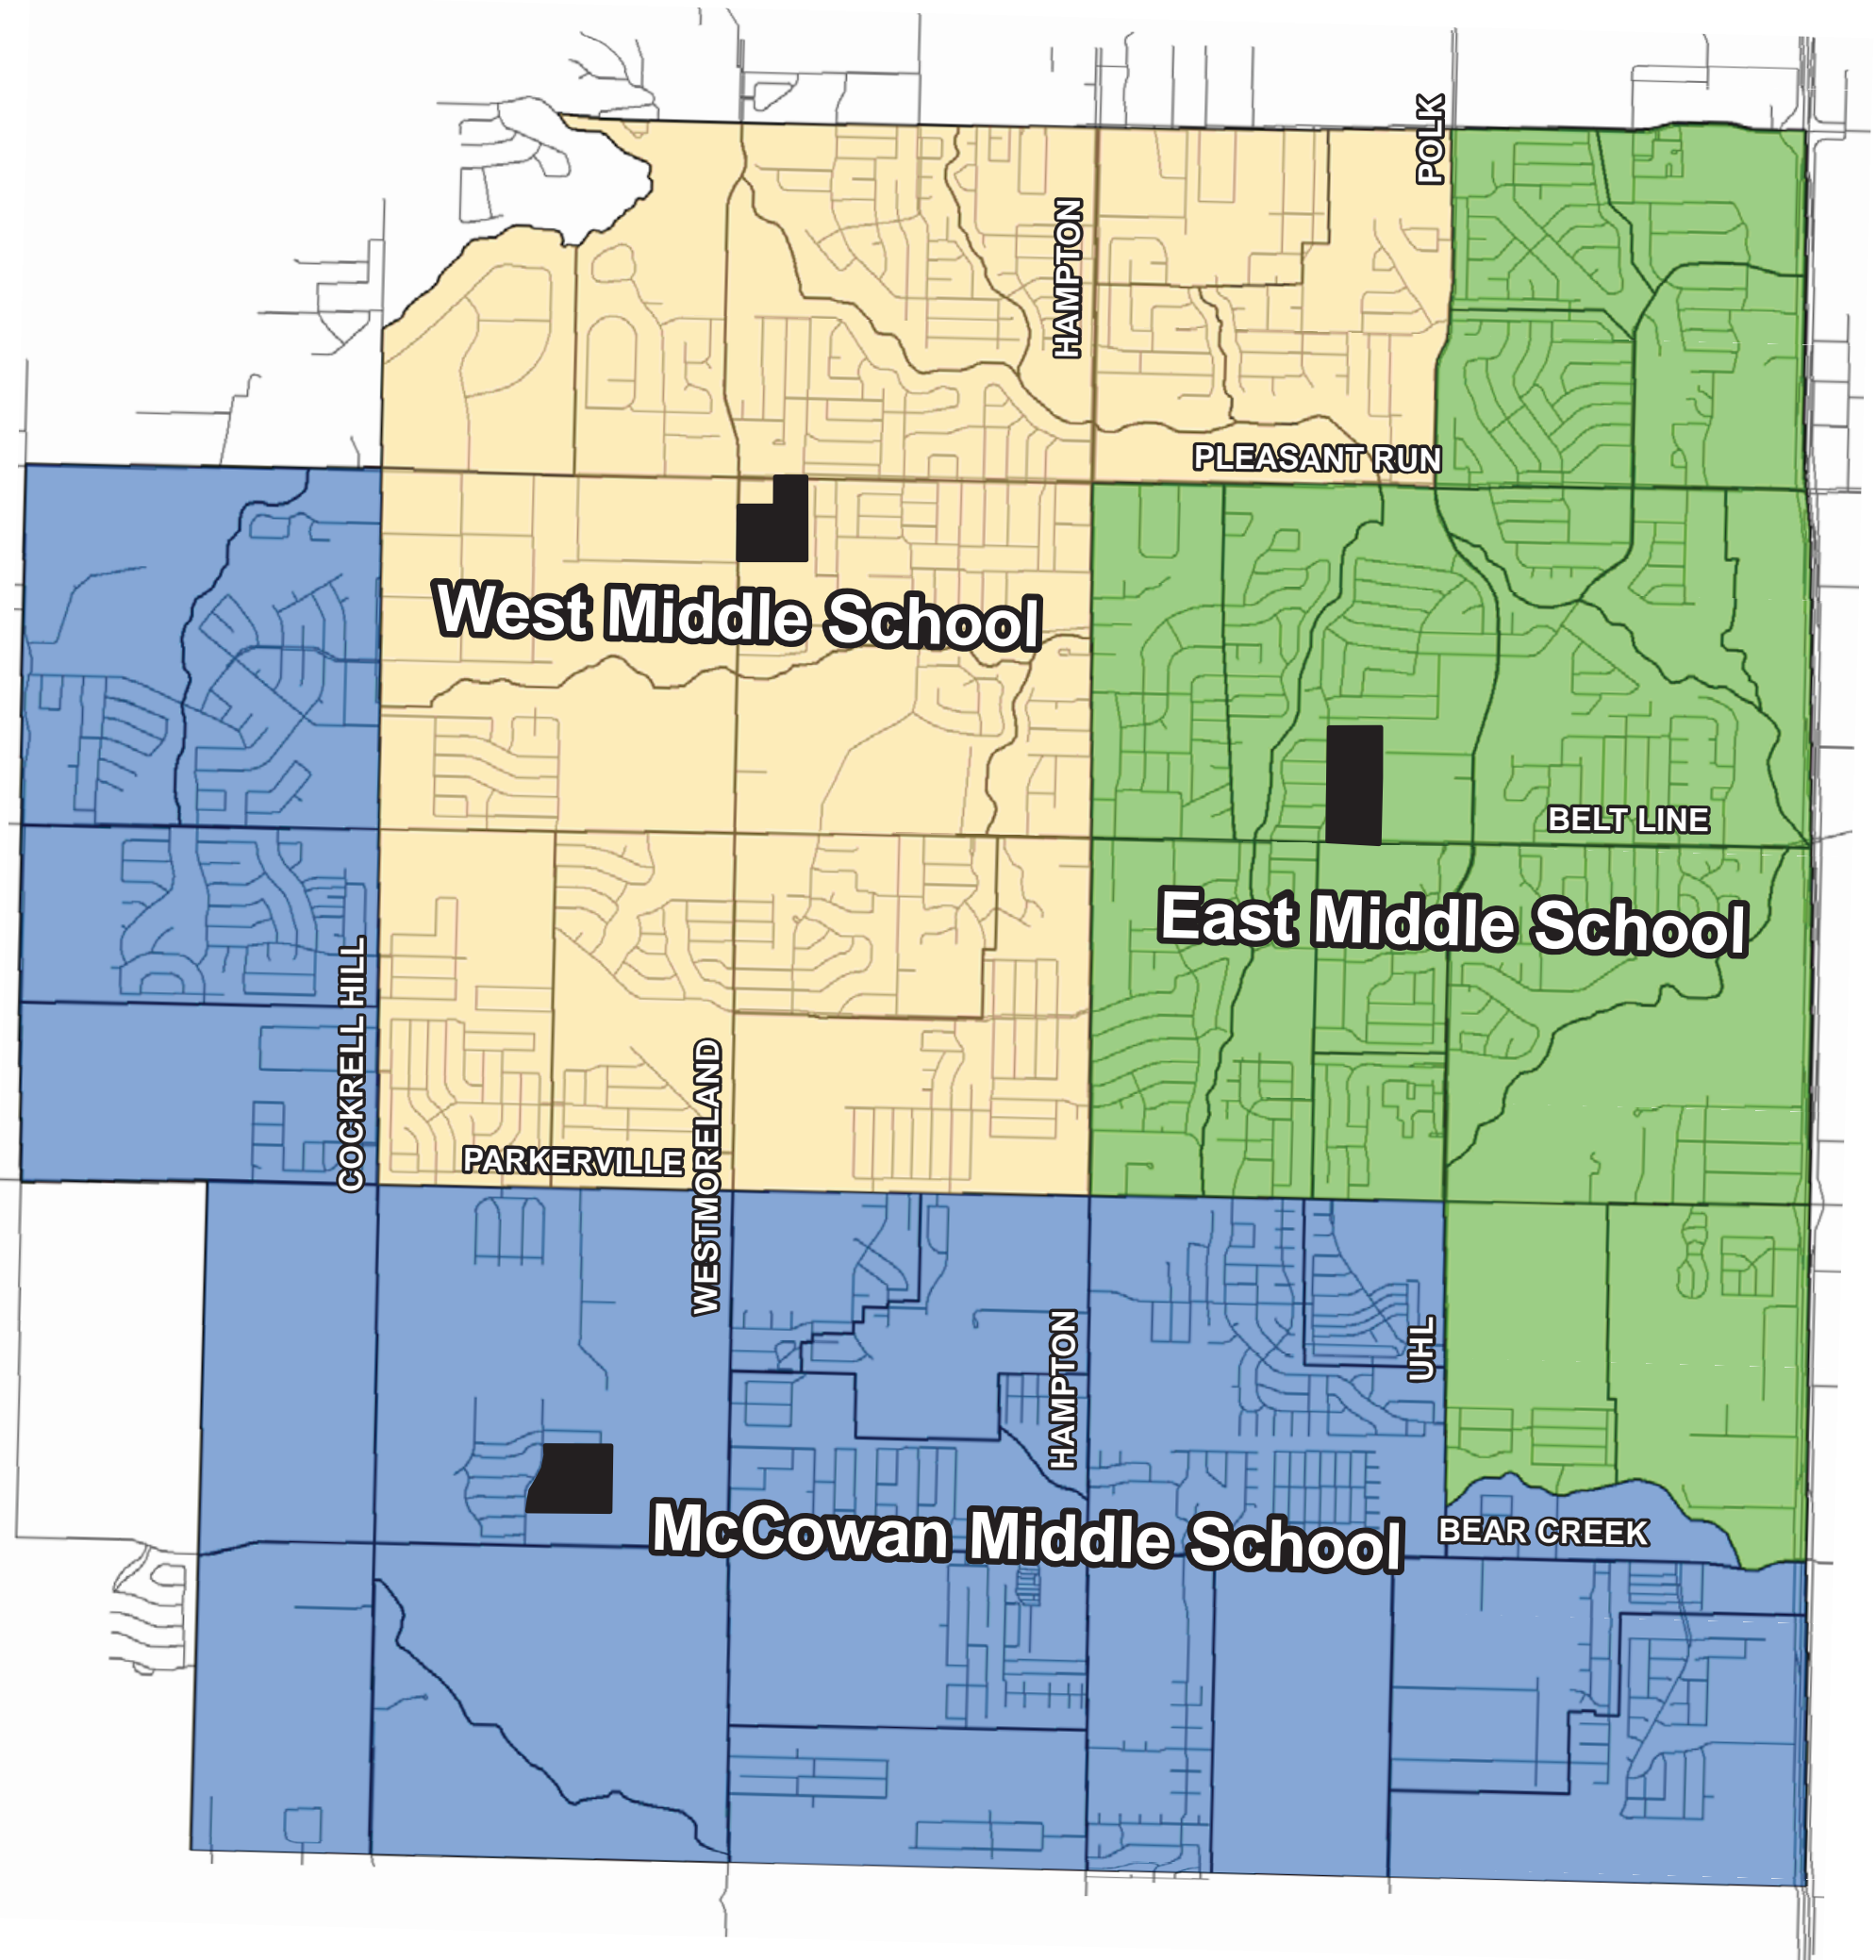 POLK
HAMPTON
PLEASANT RUN
West Middle School
BELT LINE
East Middle School
COCKRELL HILL
WESTMORELAND
PARKERVILLE
HAMPTON
UHL
McCowan Middle School
BEAR CREEK